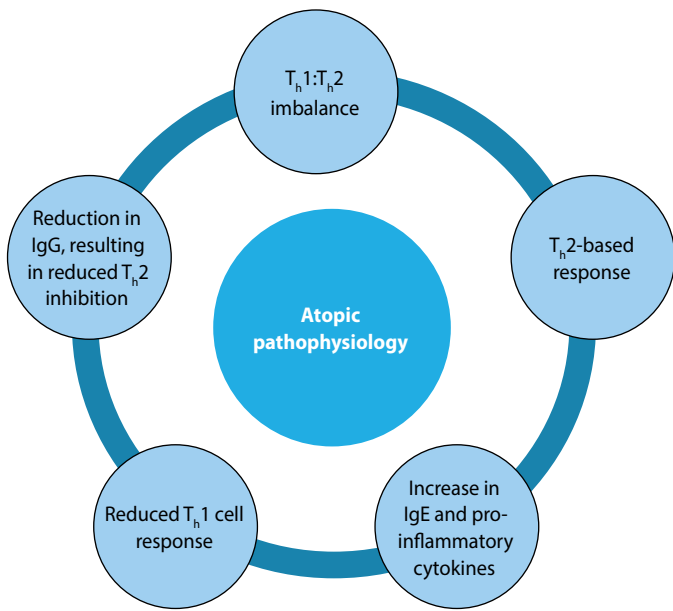 Tₕ1:Tₕ2
imbalance
Tₕ2-based
response
Increase in
IgE and pro-
inflammatory
cytokines
Reduced Tₕ1 cell
response
Reduction in
IgG, resulting
in reduced Tₕ2
inhibition
Atopic
pathophysiology